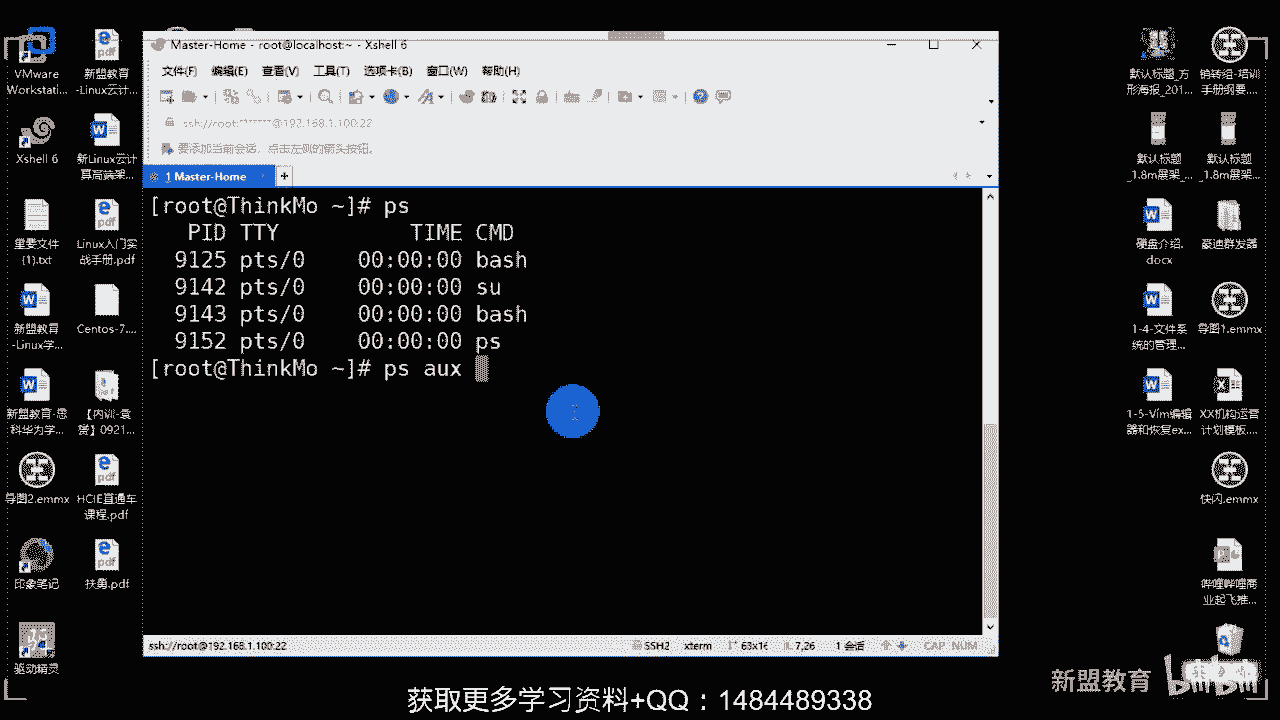 Master-Home - root@localhost:~ - Xshell 6
文件(F) 编辑(E) 查看(V) 工具(T) 选项卡(B) 窗口(W) 帮助(H)
ssh://root:******@192.168.1.100:22
要添加当前会话，点击左侧的箭头按钮。
1 Master-Home
[root@ThinkMo ~]# ps
PID TTY TIME CMD
9125 pts/0 00:00:00 bash
9142 pts/0 00:00:00 su
9143 pts/0 00:00:00 bash
9152 pts/0 00:00:00 ps
[root@ThinkMo ~]# ps aux
ssh://root@192.168.1.100:22 SSH2 xterm 63x16 7,26 1 会话 CAP NUM
VMware
Workstati...
新盟教育
-Linux云计...
Xshell 6
新Linux云计
重要文件
(1).txt
Linux入门实
战手册.pdf
新盟教育
-Linux学...
Centos-7....
新盟教育-思
科华为学...
【内训-袁
赟】0921...
导图2.emmx
HCIE直通车
课程.pdf
印象笔记
扶勇.pdf
驱动精灵
默认标题_方
形海报_201...
销转组-培训
手册纲要...
默认标题
_1.8m展架_...
默认标题
_1.8m展架...
硬盘介绍.
docx
豪迪群发器
1-4-文件系
统的管理...
导图1.emmx
1-5-Vim编辑
器和恢复ex...
XX机构运营
计划模板...
快闪.emmx
哔哩哔哩商
业起飞推...
新盟教育 bilibili
获取更多学习资料+QQ：1484489338